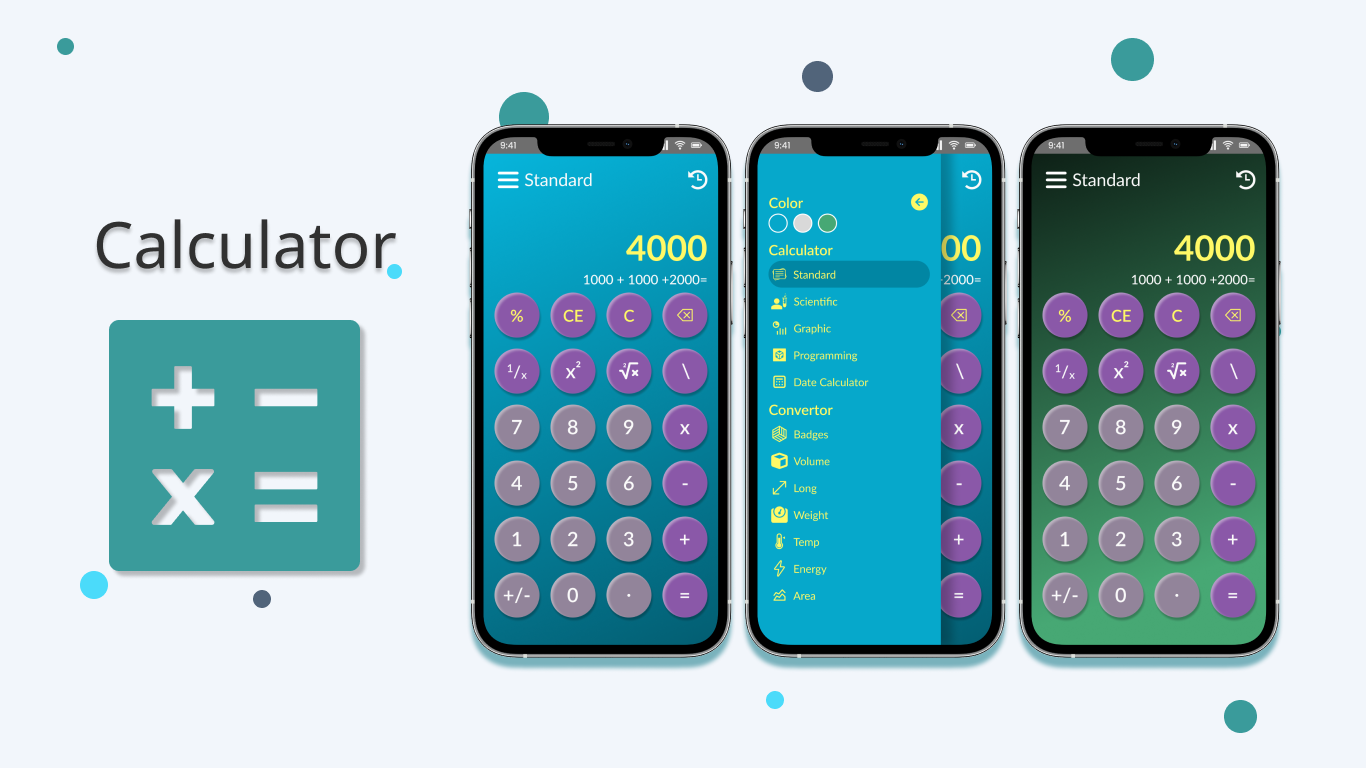 Calculator
+ −
x =
9:41
Standard
4000
1000 + 1000 +2000=
% CE C
1/x x² ²√x \
7 8 9 x
4 5 6 -
1 2 3 +
+/- 0 · =
9:41
Color
Calculator
Standard
Scientific
Graphic
Programming
Date Calculator
Convertor
Badges
Volume
Long
Weight
Temp
Energy
Area
00
2000=
\
x
-
+
=
9:41
Standard
4000
1000 + 1000 +2000=
% CE C
1/x x² ²√x \
7 8 9 x
4 5 6 -
1 2 3 +
+/- 0 · =